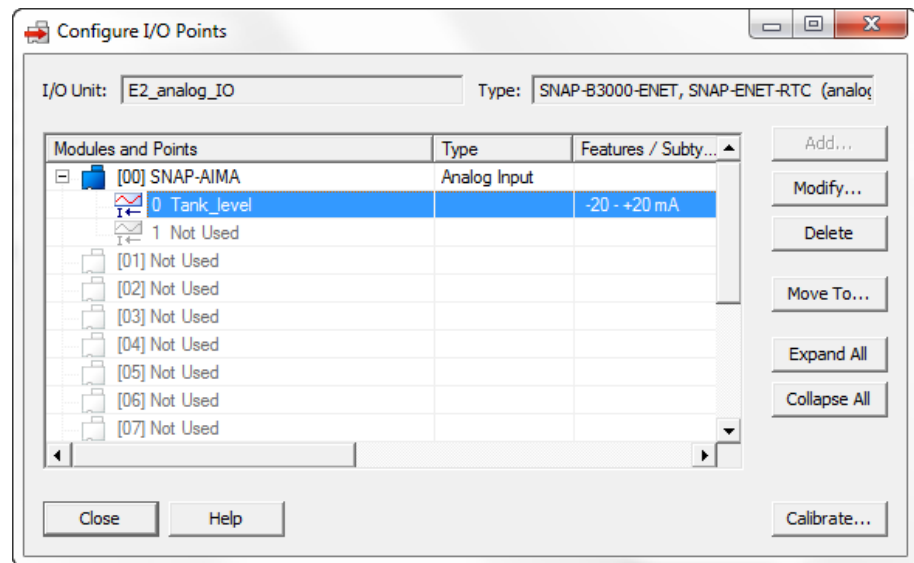 Configure I/O Points
I/O Unit: E2_analog_IO Type: SNAP-B3000-ENET, SNAP-ENET-RTC (analog
Modules and Points Type Features / Subty...
[00] SNAP-AIMA Analog Input
0 Tank_level -20 - +20 mA
1 Not Used
[01] Not Used
[02] Not Used
[03] Not Used
[04] Not Used
[05] Not Used
[06] Not Used
[07] Not Used
Add...
Modify...
Delete
Move To...
Expand All
Collapse All
Close Help Calibrate...